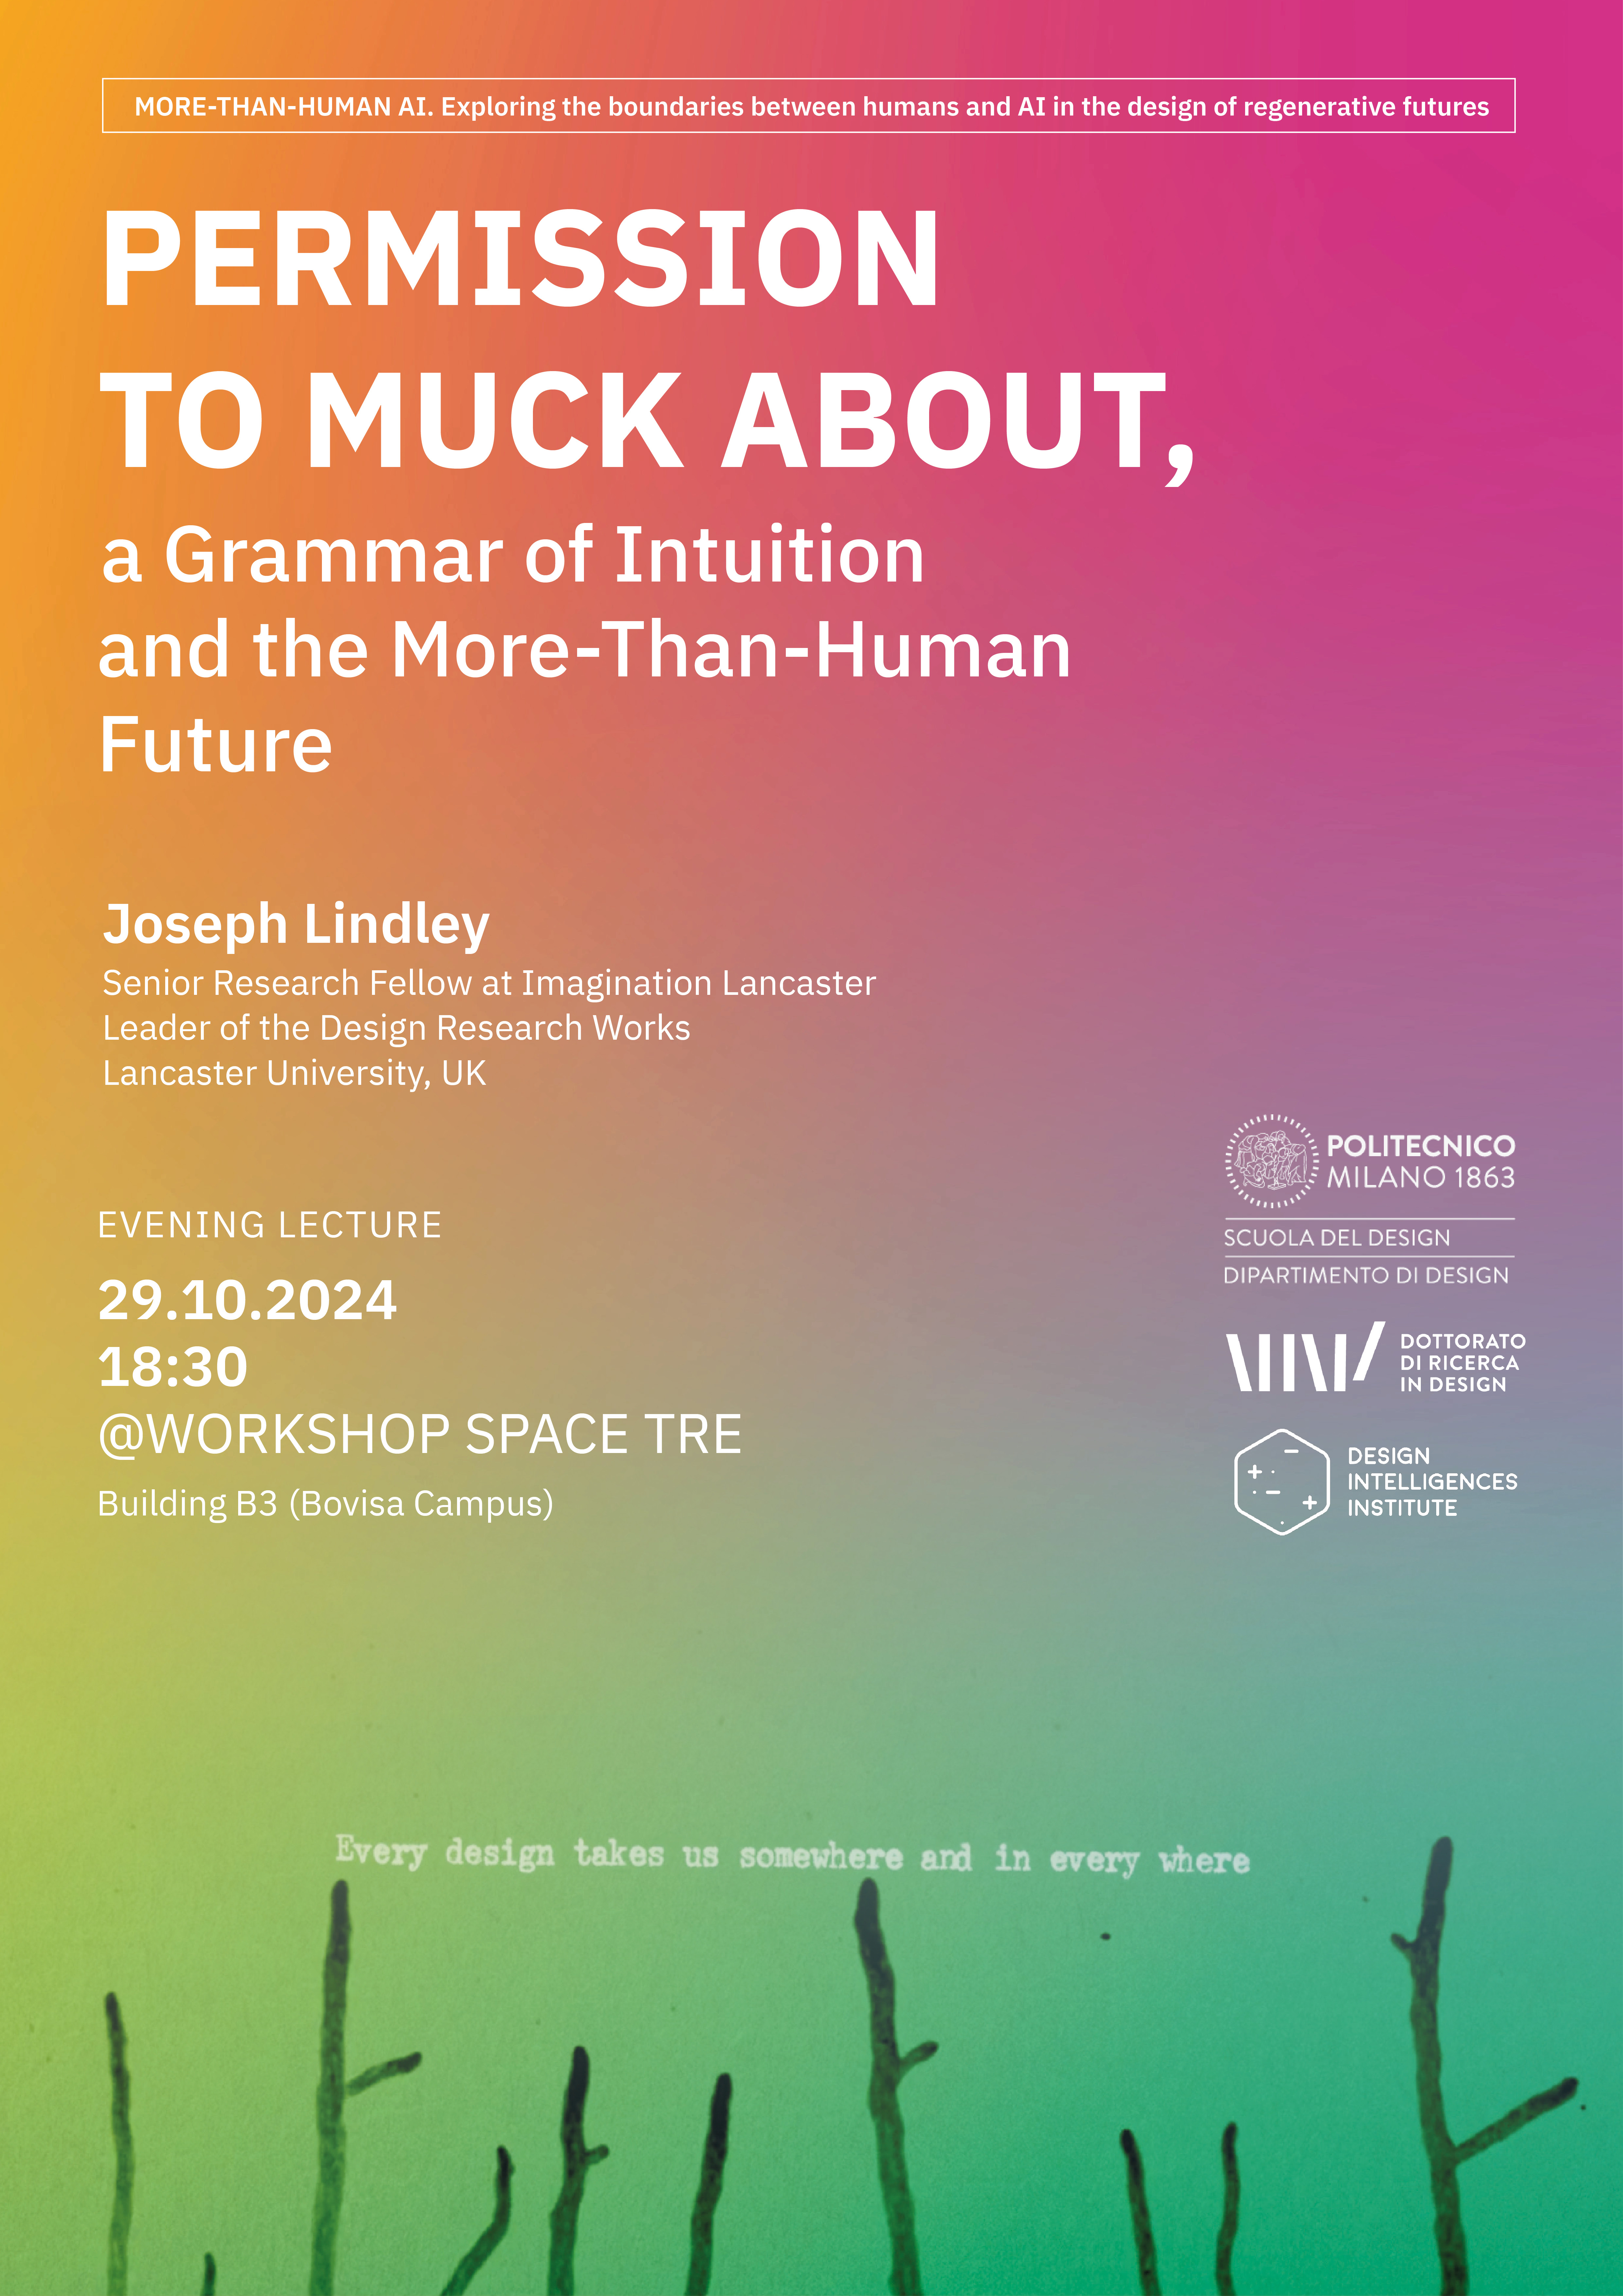 MORE-THAN-HUMAN AI. Exploring the boundaries between humans and AI in the design of regenerative futures
PERMISSION
TO MUCK ABOUT,
a Grammar of Intuition
and the More-Than-Human
Future
Joseph Lindley
Senior Research Fellow at Imagination Lancaster
Leader of the Design Research Works
Lancaster University, UK
EVENING LECTURE
29.10.2024
18:30
@WORKSHOP SPACE TRE
Building B3 (Bovisa Campus)
POLITECNICO
MILANO 1863
SCUOLA DEL DESIGN
DIPARTIMENTO DI DESIGN
DOTTORATO
DI RICERCA
IN DESIGN
DESIGN
INTELLIGENCES
INSTITUTE
Every design takes us somewhere and in every where